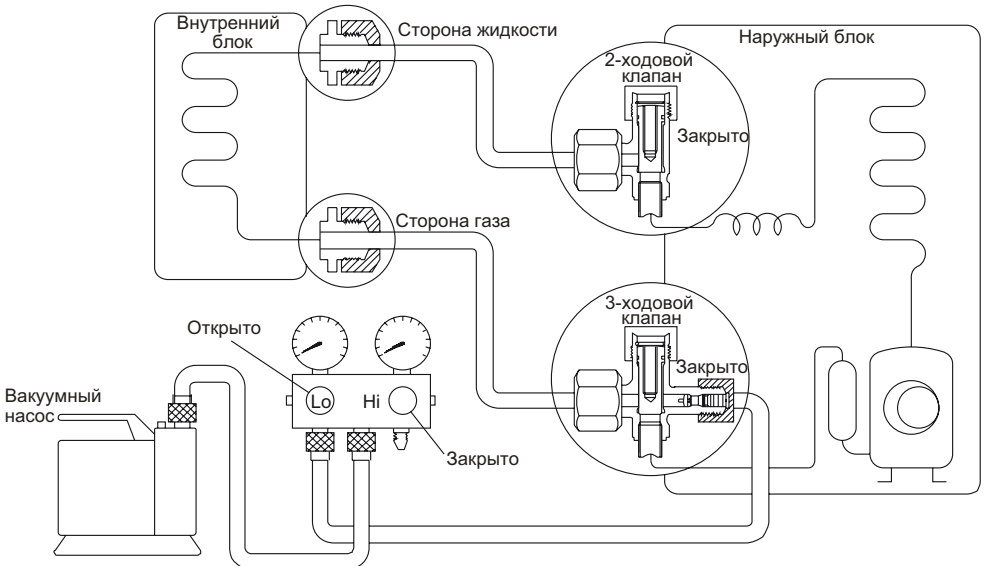 Внутренний
блок
Сторона жидкости
Наружный блок
2-ходовой
клапан
Закрыто
Сторона газа
3-ходовой
клапан
Закрыто
Открыто
Lo
Hi
Вакуумный
насос
Закрыто